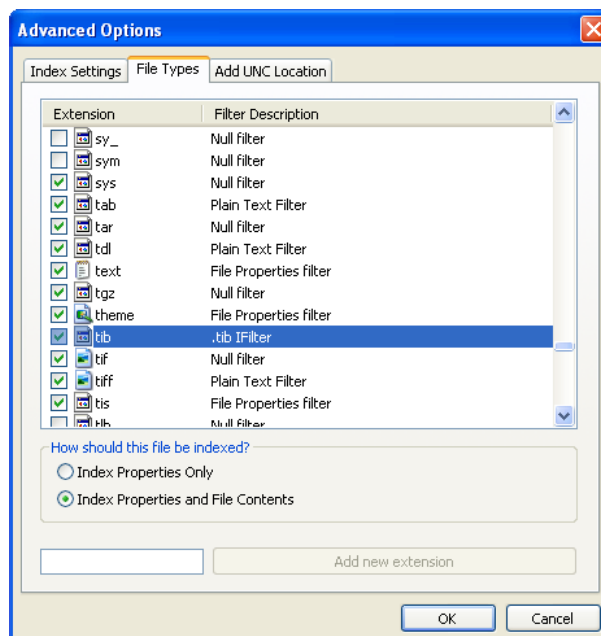 Advanced Options
Index Settings File Types Add UNC Location
Extension Filter Description
sy_ Null filter
sym Null filter
sys Null filter
tab Plain Text Filter
tar Null filter
tdl Plain Text Filter
text File Properties filter
tgz Null filter
theme File Properties filter
tib .tib IFilter
tif Null filter
tiff Plain Text Filter
tis File Properties filter
tlb Null filter
How should this file be indexed?
Index Properties Only
Index Properties and File Contents
Add new extension
OK Cancel